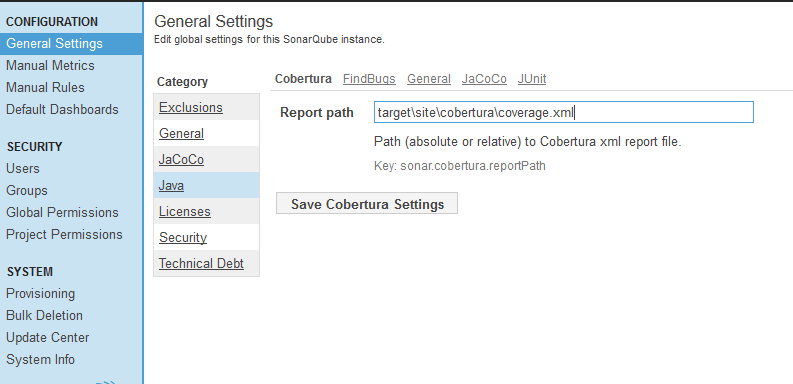 CONFIGURATION
General Settings
Manual Metrics
Manual Rules
Default Dashboards
SECURITY
Users
Groups
Global Permissions
Project Permissions
SYSTEM
Provisioning
Bulk Deletion
Update Center
System Info
General Settings
Edit global settings for this SonarQube instance.
Category
Exclusions
General
JaCoCo
Java
Licenses
Security
Technical Debt
Cobertura FindBugs General JaCoCo JUnit
Report path target\site\cobertura\coverage.xml
Path (absolute or relative) to Cobertura xml report file.
Key: sonar.cobertura.reportPath
Save Cobertura Settings